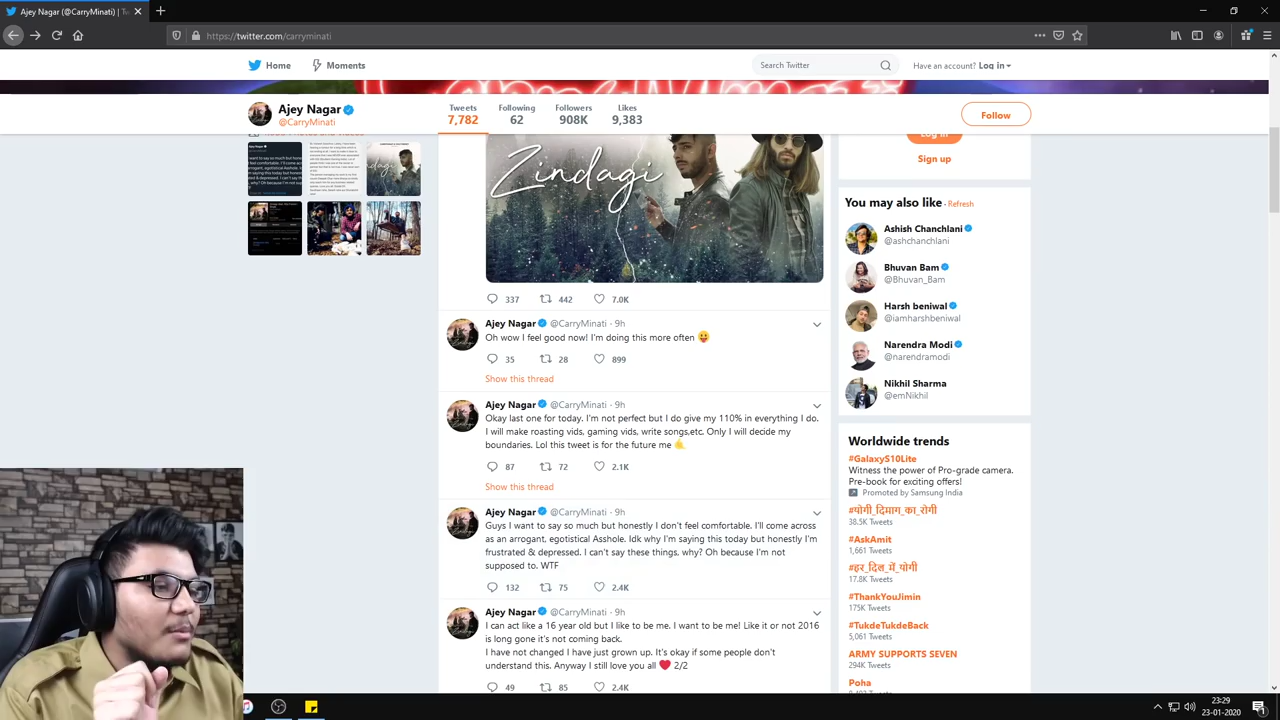 Ajey Nagar (@CarryMinati) | Tw
https://twitter.com/carryminati
Home
Moments
Search Twitter
Have an account? Log in
Ajey Nagar
@CarryMinati
Tweets
7,782
Following
62
Followers
908K
Likes
9,383
Follow
Zindagi
337 442 7.0K
Ajey Nagar @CarryMinati · 9h
Oh wow I feel good now! I'm doing this more often 😛
35 28 899
Show this thread
Ajey Nagar @CarryMinati · 9h
Okay last one for today. I'm not perfect but I do give my 110% in everything I do.
I will make roasting vids, gaming vids, write songs,etc. Only I will decide my
boundaries. Lol this tweet is for the future me
87 72 2.1K
Show this thread
Ajey Nagar @CarryMinati · 9h
Guys I want to say so much but honestly I don't feel comfortable. I'll come across
as an arrogant, egotistical Asshole. Idk why I'm saying this today but honestly I'm
frustrated & depressed. I can't say these things, why? Oh because I'm not
supposed to. WTF
132 75 2.4K
Ajey Nagar @CarryMinati · 9h
I can act like a 16 year old but I like to be me. I want to be me! Like it or not 2016
is long gone it's not coming back.
I have not changed I have just grown up. It's okay if some people don't
understand this. Anyway I still love you all ❤ 2/2
49 85 2.4K
Log in
Sign up
You may also like · Refresh
Ashish Chanchlani
@ashchanchlani
Bhuvan Bam
@Bhuvan_Bam
Harsh beniwal
@iamharshbeniwal
Narendra Modi
@narendramodi
Nikhil Sharma
@emNikhil
Worldwide trends
#GalaxyS10Lite
Witness the power of Pro-grade camera.
Pre-book for exciting offers!
Promoted by Samsung India
#योगी_दिमाग_का_रोगी
38.5K Tweets
#AskAmit
1,661 Tweets
#हर_दिल_में_योगी
17.8K Tweets
#ThankYouJimin
175K Tweets
#TukdeTukdeBack
5,061 Tweets
ARMY SUPPORTS SEVEN
294K Tweets
Poha
23:29
23-01-2020